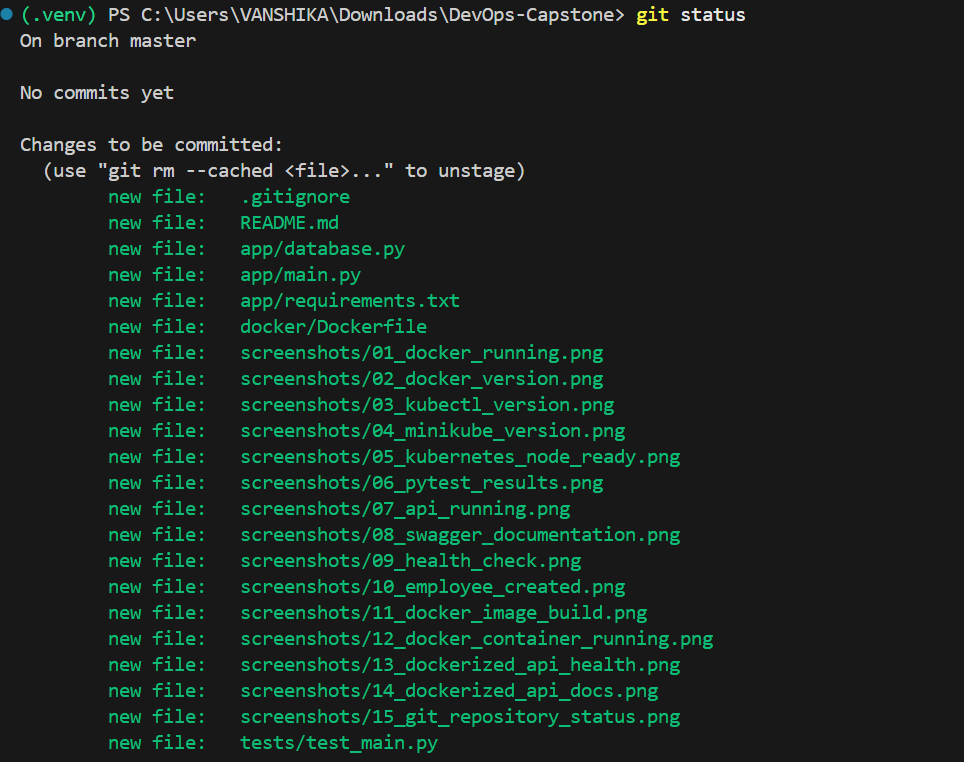 (.venv) PS C:\Users\VANSHIKA\Downloads\DevOps-Capstone> git status
On branch master
No commits yet
Changes to be committed:
(use "git rm --cached <file>..." to unstage)
new file: .gitignore
new file: README.md
new file: app/database.py
new file: app/main.py
new file: app/requirements.txt
new file: docker/Dockerfile
new file: screenshots/01_docker_running.png
new file: screenshots/02_docker_version.png
new file: screenshots/03_kubectl_version.png
new file: screenshots/04_minikube_version.png
new file: screenshots/05_kubernetes_node_ready.png
new file: screenshots/06_pytest_results.png
new file: screenshots/07_api_running.png
new file: screenshots/08_swagger_documentation.png
new file: screenshots/09_health_check.png
new file: screenshots/10_employee_created.png
new file: screenshots/11_docker_image_build.png
new file: screenshots/12_docker_container_running.png
new file: screenshots/13_dockerized_api_health.png
new file: screenshots/14_dockerized_api_docs.png
new file: screenshots/15_git_repository_status.png
new file: tests/test_main.py